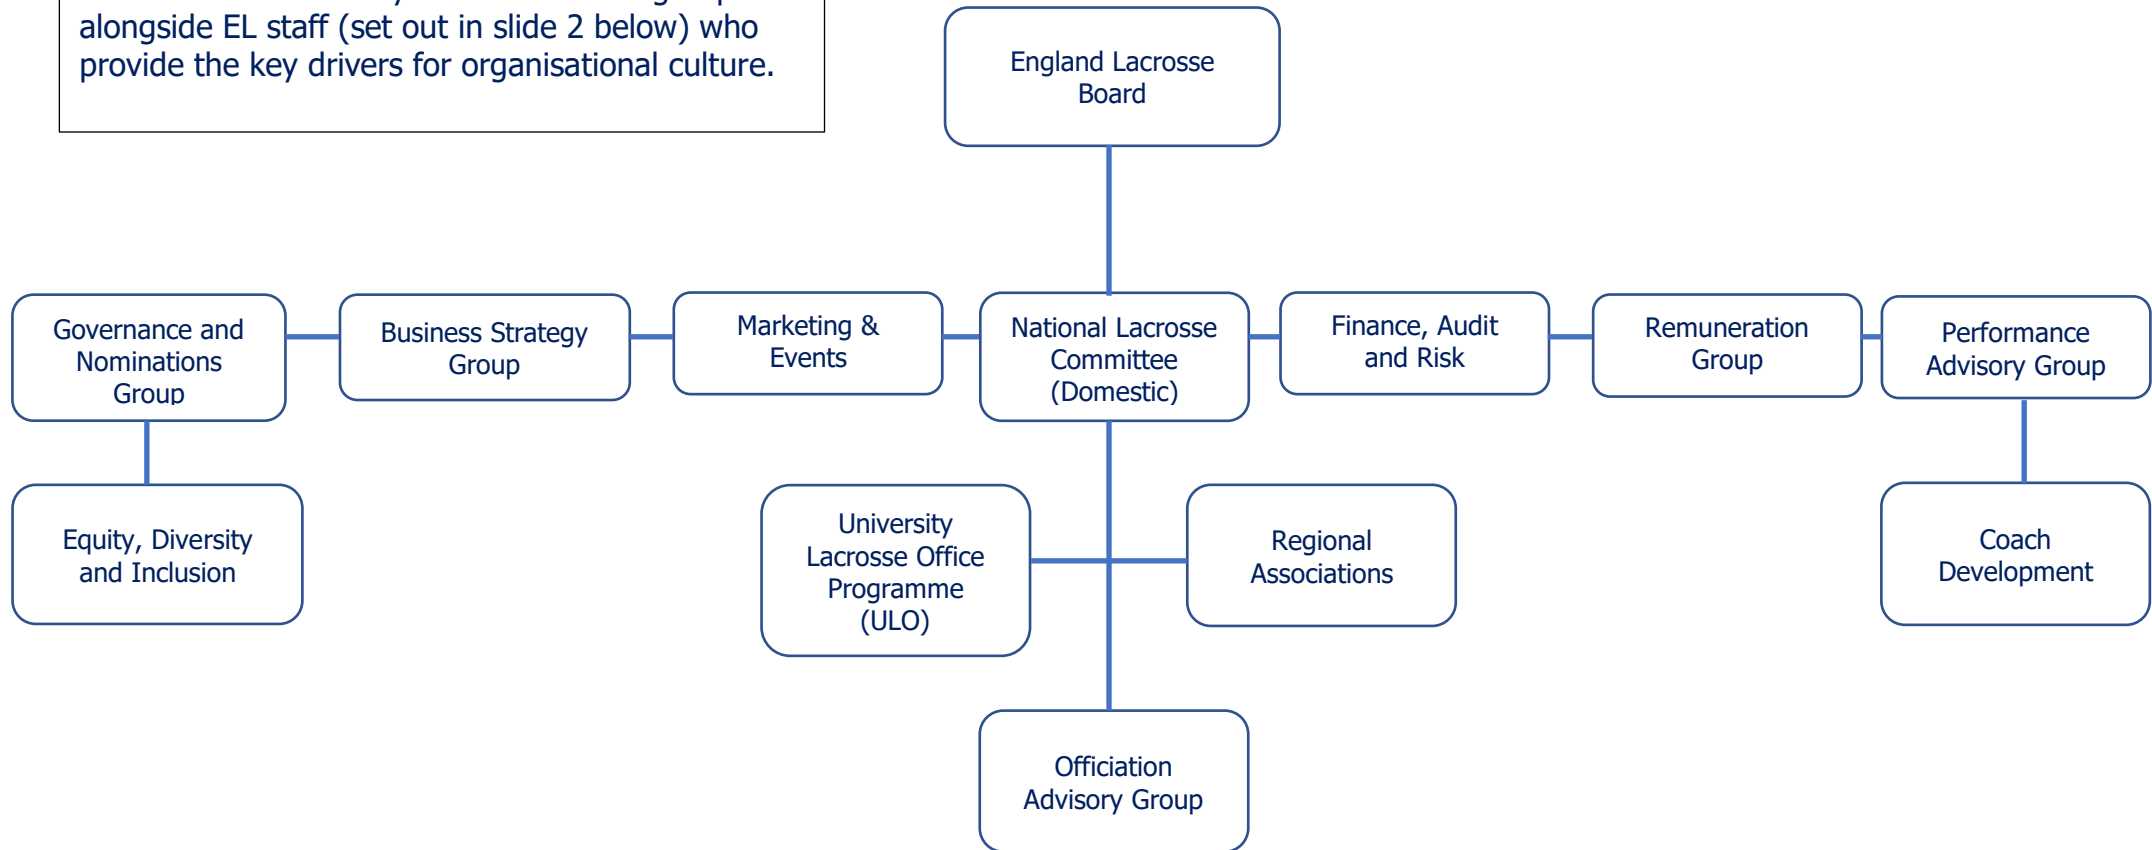 alongside EL staff (set out in slide 2 below) who
provide the key drivers for organisational culture.
England Lacrosse
Board
Governance and
Nominations
Group
Business Strategy
Group
Marketing &
Events
National Lacrosse
Committee
(Domestic)
Finance, Audit
and Risk
Remuneration
Group
Performance
Advisory Group
Equity, Diversity
and Inclusion
University
Lacrosse Office
Programme
(ULO)
Regional
Associations
Coach
Development
Officiation
Advisory Group